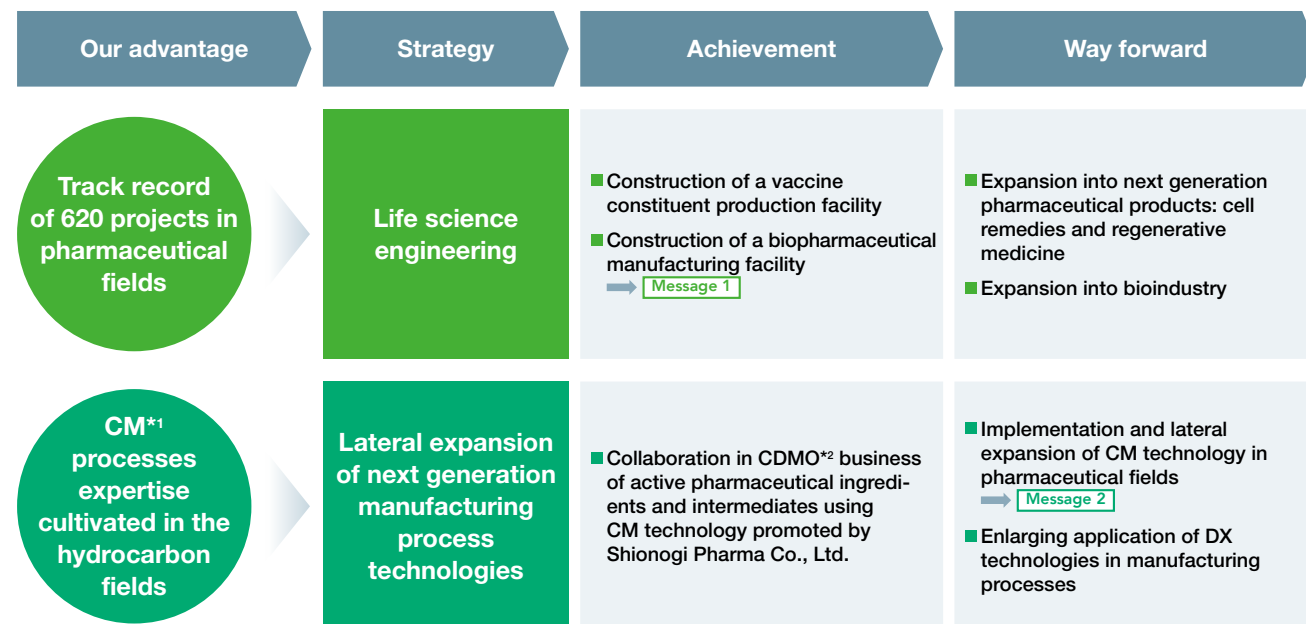 Our advantage
Strategy
Achievement
Way forward
Track record
of 620 projects in
pharmaceutical
fields
Life science
engineering
Construction of a vaccine
constituent production facility
Construction of a biopharmaceutical
manufacturing facility
Message 1
Expansion into next generation
pharmaceutical products: cell
remedies and regenerative
medicine
Expansion into bioindustry
CM*1
processes
expertise
cultivated in the
hydrocarbon
fields
Lateral expansion
of next generation
manufacturing
process
technologies
Collaboration in CDMO*2 business
of active pharmaceutical ingredi-
ents and intermediates using
CM technology promoted by
Shionogi Pharma Co., Ltd.
Implementation and lateral
expansion of CM technology in
pharmaceutical fields
Message 2
Enlarging application of DX
technologies in manufacturing
processes